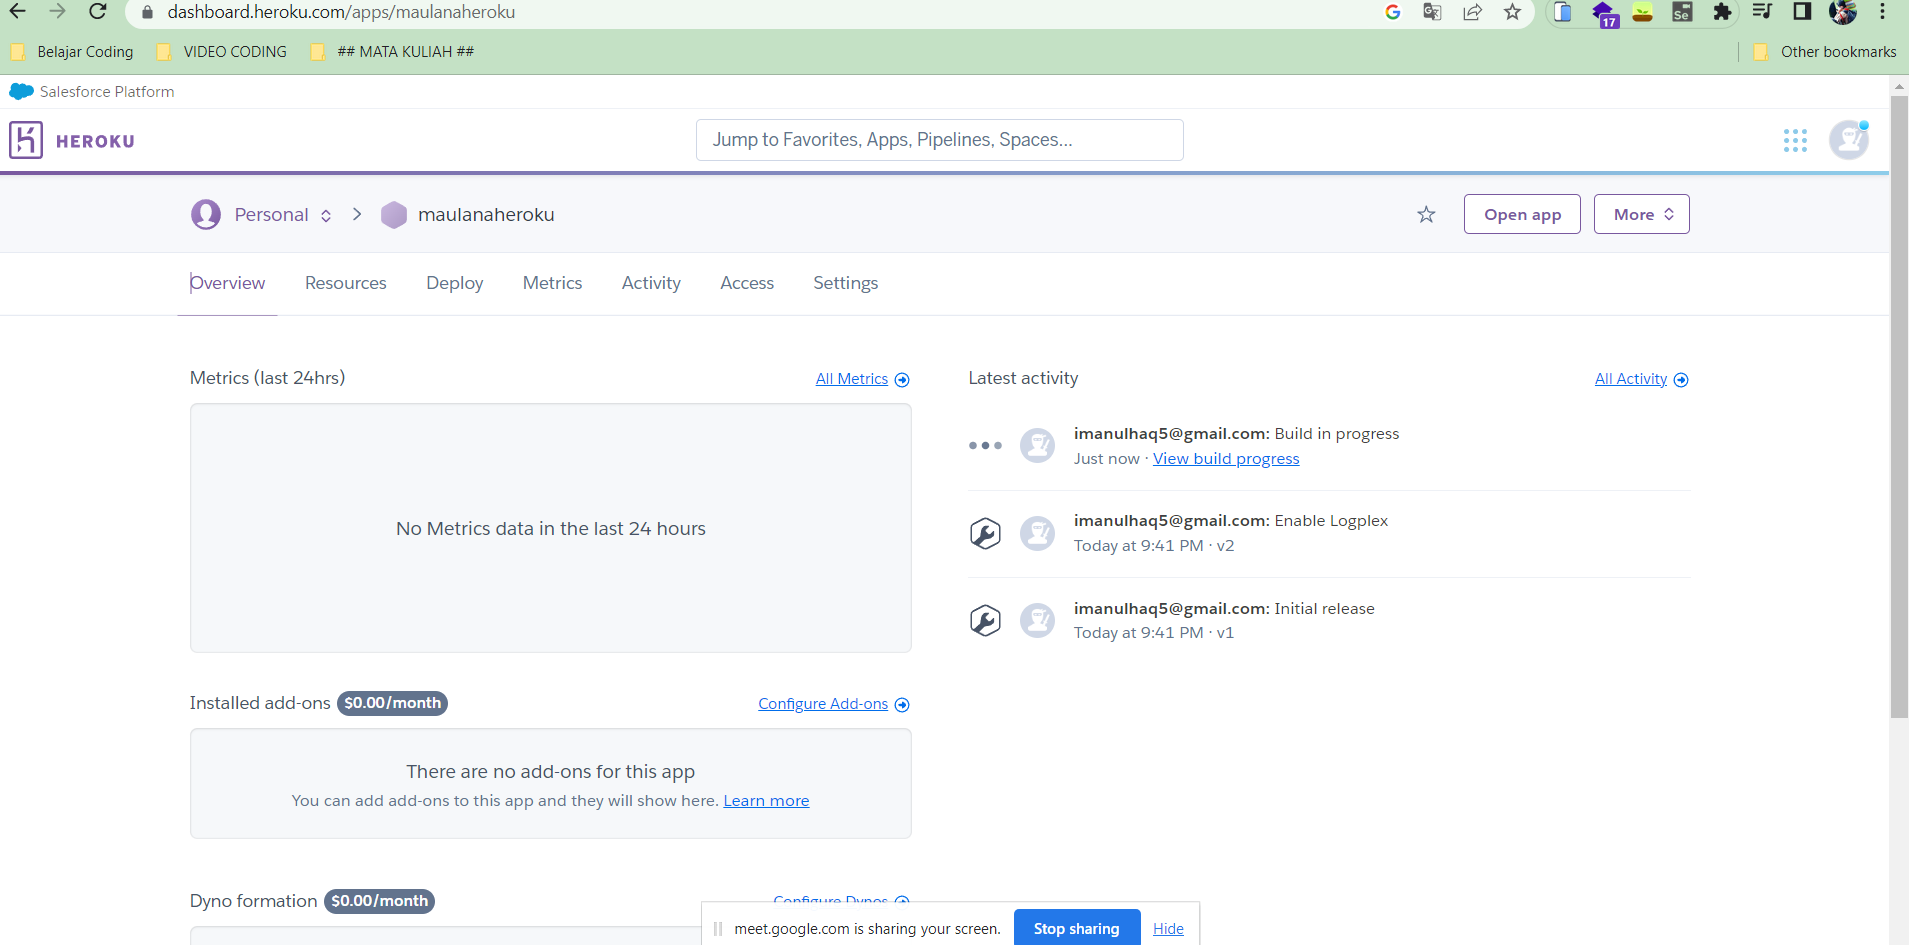 dashboard.heroku.com/apps/maulanaheroku
17
Se
Belajar Coding
VIDEO CODING
## MATA KULIAH ##
Other bookmarks
Salesforce Platform
HEROKU
Jump to Favorites, Apps, Pipelines, Spaces...
Personal
maulanaheroku
Open app
More
Overview
Resources
Deploy
Metrics
Activity
Access
Settings
Metrics (last 24hrs)
All Metrics
No Metrics data in the last 24 hours
Installed add-ons $0.00/month
Configure Add-ons
There are no add-ons for this app
You can add add-ons to this app and they will show here. Learn more
Dyno formation $0.00/month
Configure Dynos
Latest activity
All Activity
imanulhaq5@gmail.com: Build in progress
Just now · View build progress
imanulhaq5@gmail.com: Enable Logplex
Today at 9:41 PM · v2
imanulhaq5@gmail.com: Initial release
Today at 9:41 PM · v1
meet.google.com is sharing your screen.
Stop sharing
Hide